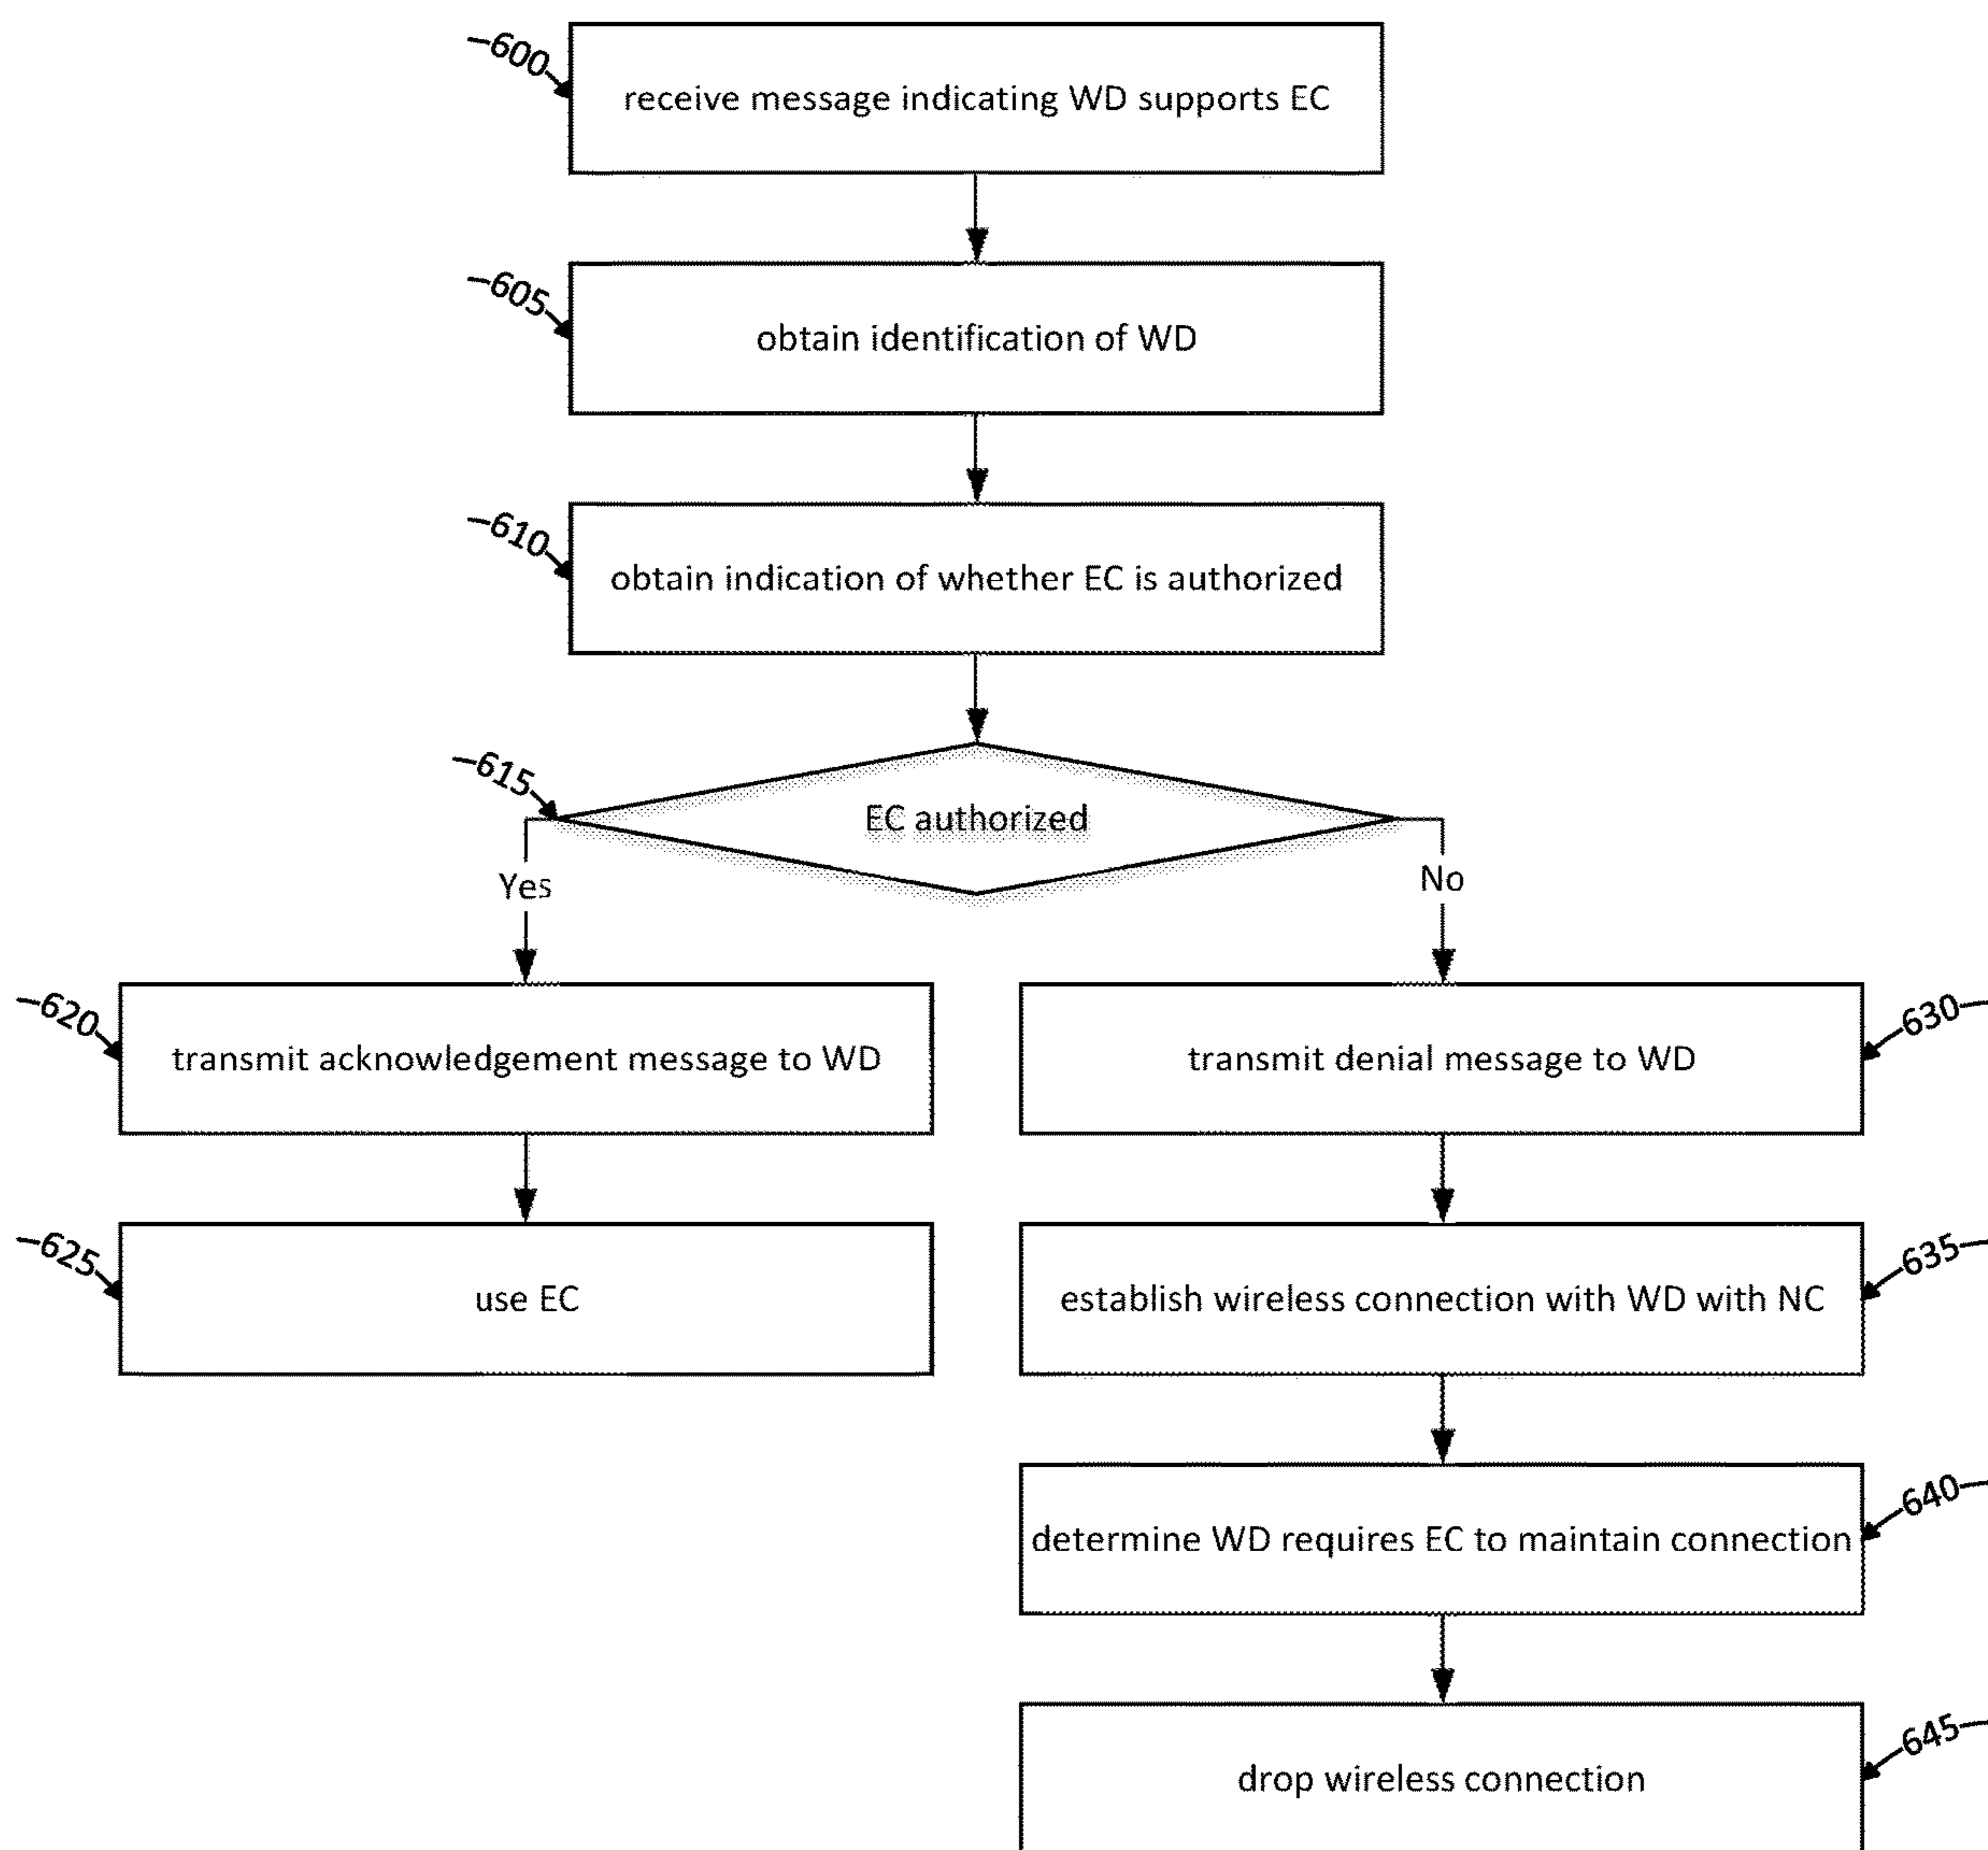 600
receive message indicating WD supports EC
605
obtain identification of WD
610
obtain indication of whether EC is authorized
615
EC authorized
Yes
No
620
transmit acknowledgement message to WD
transmit denial message to WD
630
625
use EC
establish wireless connection with WD with NC
635
determine WD requires EC to maintain connection
640
drop wireless connection
645